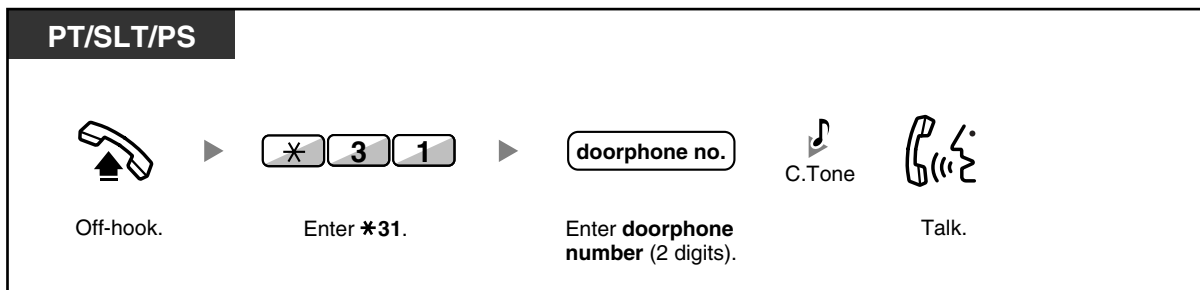 PT/SLT/PS
✳ 3 1
doorphone no.
C.Tone
Off-hook.
Enter ✳31.
Enter doorphone
number (2 digits).
Talk.